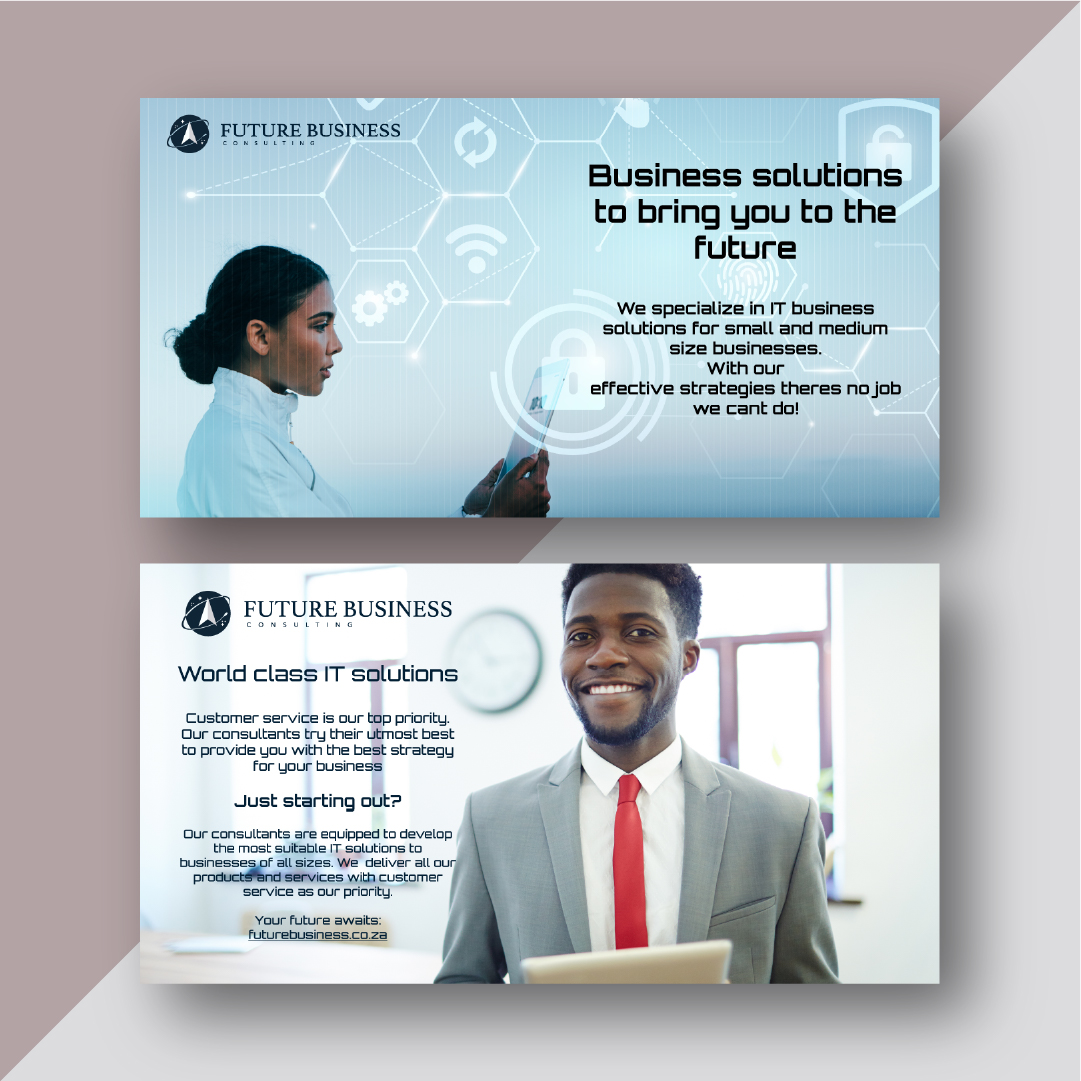 FUTURE BUSINESS
CONSULTING
Business solutions
to bring you to the
future
We specialize in IT business
solutions for small and medium
size businesses.
With our
effective strategies theres no job
we cant do!
FUTURE BUSINESS
CONSULTING
World class IT solutions
Customer service is our top priority.
Our consultants try their utmost best
to provide you with the best strategy
for your business
Just starting out?
Our consultants are equipped to develop
the most suitable IT solutions to
businesses of all sizes. We  deliver all our
products and services with customer
service as our priority.
Your future awaits:
futurebusiness.co.za